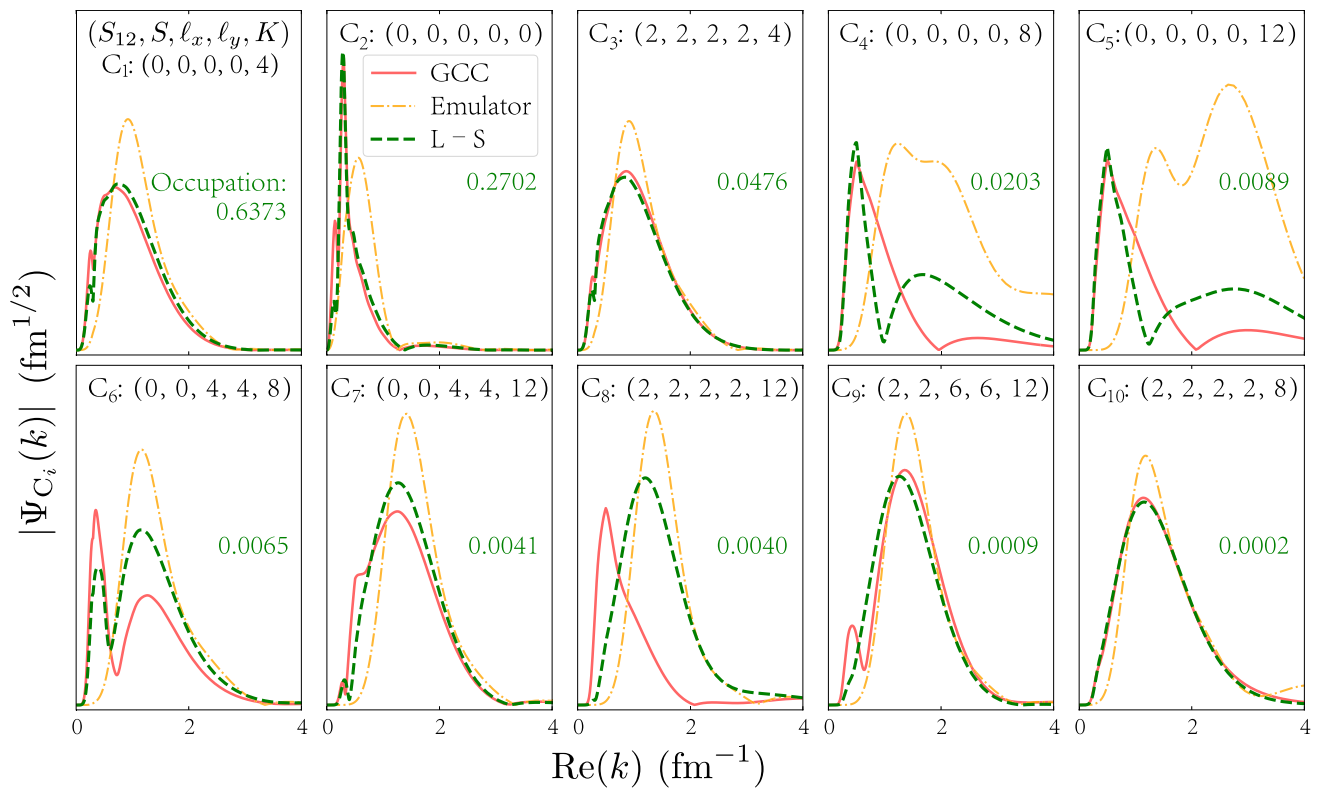 (S₁₂, S, ℓₓ, ℓᵧ, K)
C₁: (0, 0, 0, 0, 4)
Occupation:
0.6373
C₂: (0, 0, 0, 0, 0)
GCC
Emulator
L – S
0.2702
C₃: (2, 2, 2, 2, 4)
0.0476
C₄: (0, 0, 0, 0, 8)
0.0203
C₅:(0, 0, 0, 0, 12)
0.0089
C₆: (0, 0, 4, 4, 8)
0.0065
C₇: (0, 0, 4, 4, 12)
0.0041
C₈: (2, 2, 2, 2, 12)
0.0040
C₉: (2, 2, 6, 6, 12)
0.0009
C₁₀: (2, 2, 2, 2, 8)
0.0002
|Ψ_{C_i}(k)| (fm^{1/2})
0 2 4 0 2 4 0 2 4 0 2 4 0 2 4
Re(k) (fm⁻¹)